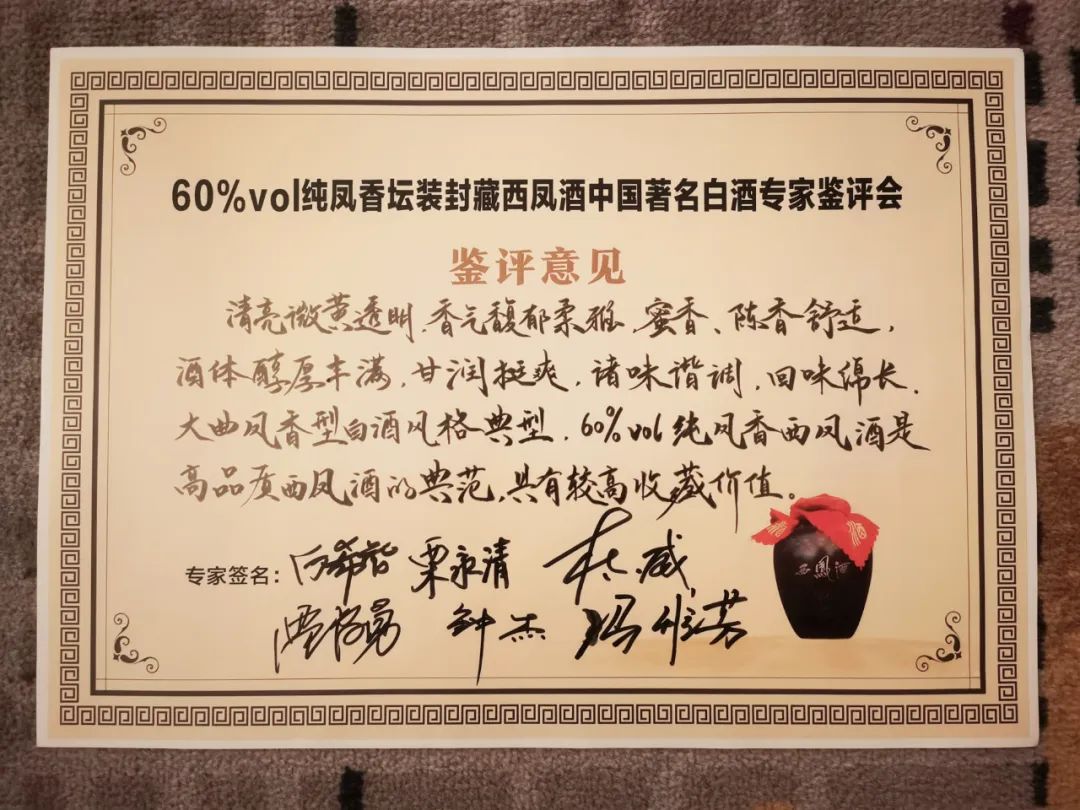 60%vol纯凤香坛装封藏西凤酒中国著名白酒专家鉴评会
鉴评意见
清亮微黄透明、香气馥郁柔雅、蜜香、陈香舒适，
酒体醇厚丰满，甘润挺爽，诸味谐调，回味绵长，
大曲凤香型白酒风格典型，60%vol纯凤香西凤酒是
高品质西凤酒的典范，具有较高收藏价值。
专家签名：
栗永清
杜威
钟杰
酒
西鳳酒